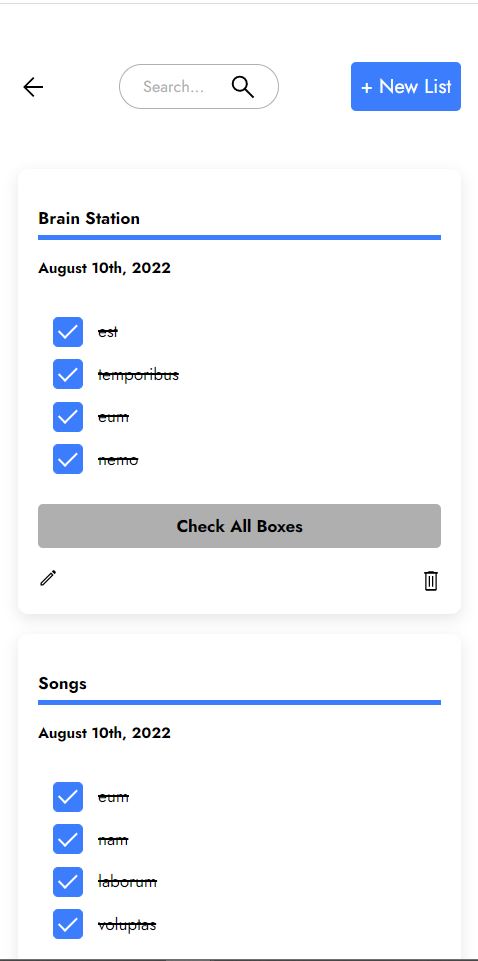 Search...
+ New List
Brain Station
August 10th, 2022
est
temporibus
eum
nemo
Check All Boxes
Songs
August 10th, 2022
eum
nam
laborum
voluptas